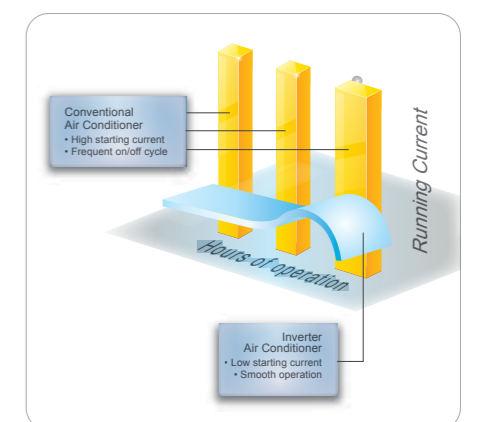 Conventional
Air Conditioner
• High starting current
• Frequent on/off cycle
Running Current
Hours of operation
Inverter
Air Conditioner
• Low starting current
• Smooth operation